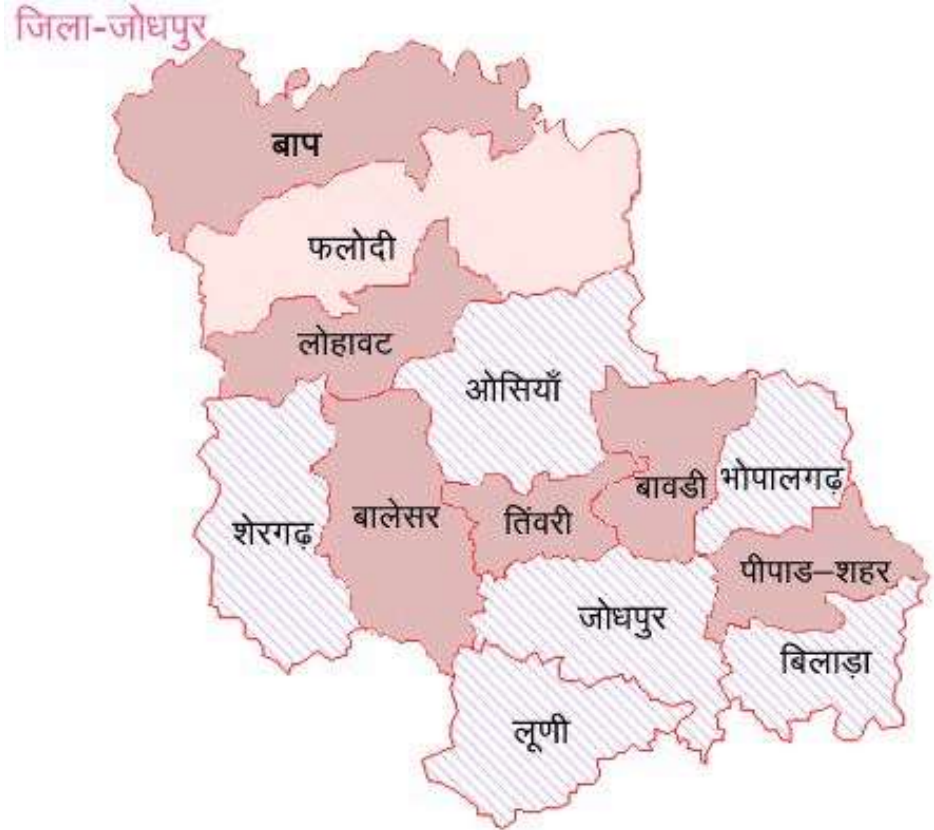 जिला-जोधपुर
बाप
फलोदी
लोहावट
ओसियाँ
बावडी
भोपालगढ़
शेरगढ़
बालेसर
तिंवरी
पीपाड–शहर
जोधपुर
बिलाड़ा
लूणी